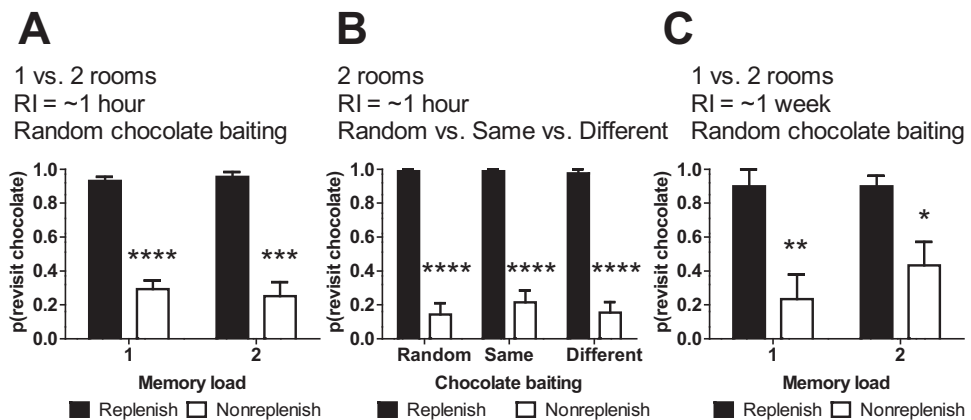 A
1 vs. 2 rooms
RI = ~1 hour
Random chocolate baiting
p(revisit chocolate)
1.0
0.8
0.6
0.4
0.2
0.0
****
***
1
2
Memory load
Replenish
Nonreplenish
B
2 rooms
RI = ~1 hour
Random vs. Same vs. Different
p(revisit chocolate)
1.0
0.8
0.6
0.4
0.2
0.0
****
****
****
Random
Same
Different
Chocolate baiting
Replenish
Nonreplenish
C
1 vs. 2 rooms
RI = ~1 week
Random chocolate baiting
p(revisit chocolate)
1.0
0.8
0.6
0.4
0.2
0.0
**
*
1
2
Memory load
Replenish
Nonreplenish